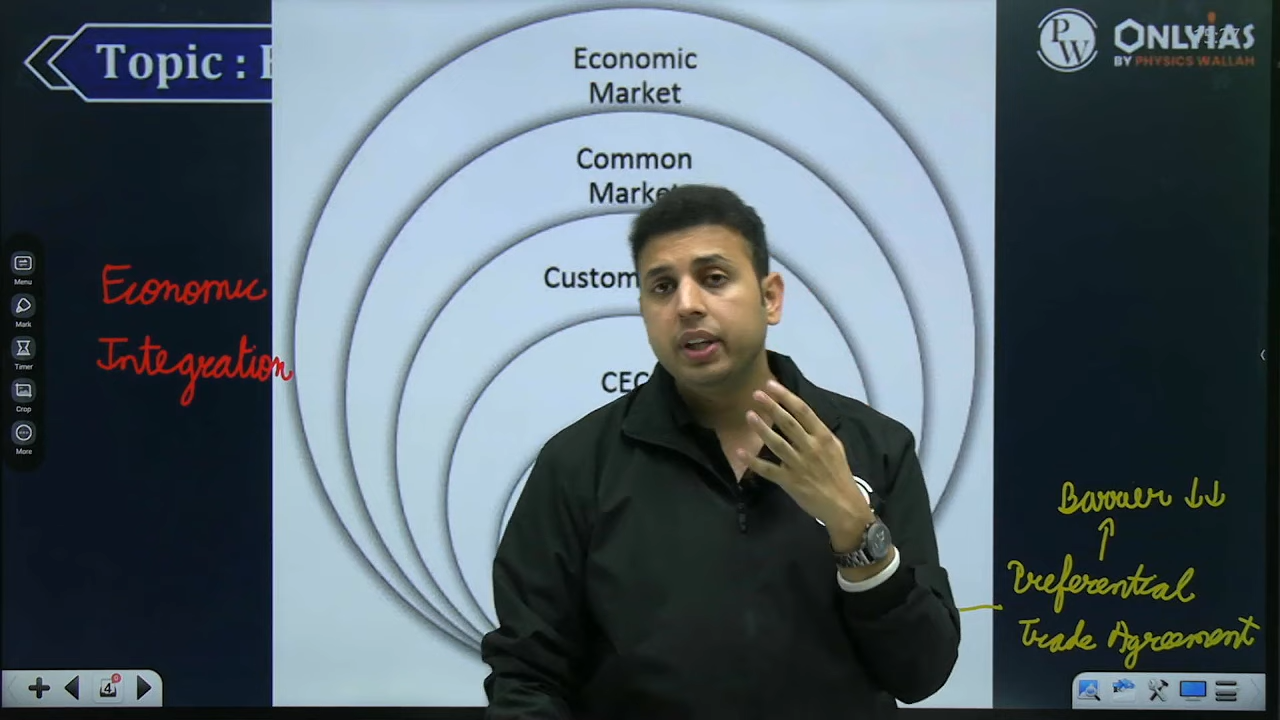 Topic :
PW
ONLYIAS
BY PHYSICS WALLAH
Economic
Market
Common
Custom
CEC
Economic
Integration
Menu
Mark
Timer
Crop
More
Barrier ↓↓
↑
Preferential
Trade Agreement
4